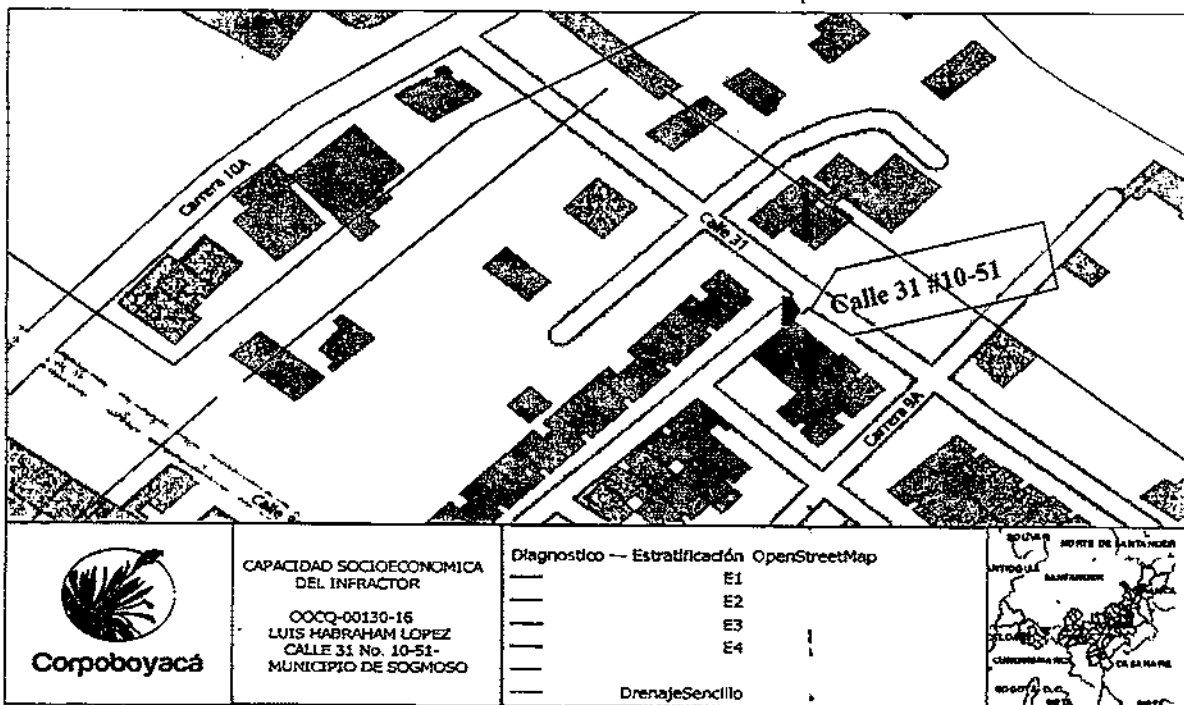 Carrera 10A
Calle 31
Calle 31 #10-51
Carrera 9A
Calle
Corpoboyacá
CAPACIDAD SOCIOECONOMICA
DEL INFRACTOR
OOCQ-00130-16
LUIS HABRAHAM LOPEZ
CALLE 31 No. 10-51-
MUNICIPIO DE SOGMOSO
Diagnostico -- Estratificación OpenStreetMap
E1
E2
E3
E4
DrenajeSencillo
BOLIVAR
NORTE DE SANTANDER
SANTANDER
CASANARE
META